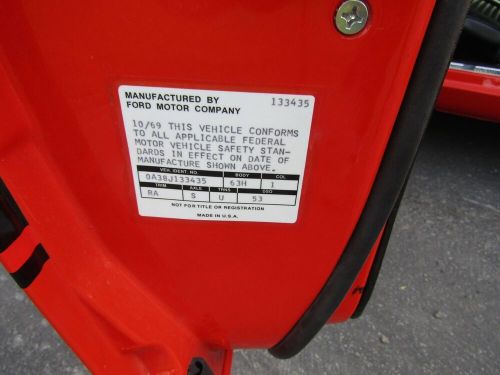 MANUFACTURED BY 133435
FORD MOTOR COMPANY
10/69 THIS VEHICLE CONFORMS
TO ALL APPLICABLE FEDERAL
MOTOR VEHICLE SAFETY STAN-
DARDS IN EFFECT ON DATE OF
MANUFACTURE SHOWN ABOVE.
VEH. IDENT. NO. BODY COL
0A38J133435 63H 1
TRIM AXLE TRNS DSO
RA S U 53
NOT FOR TITLE OR REGISTRATION
MADE IN U.S.A.